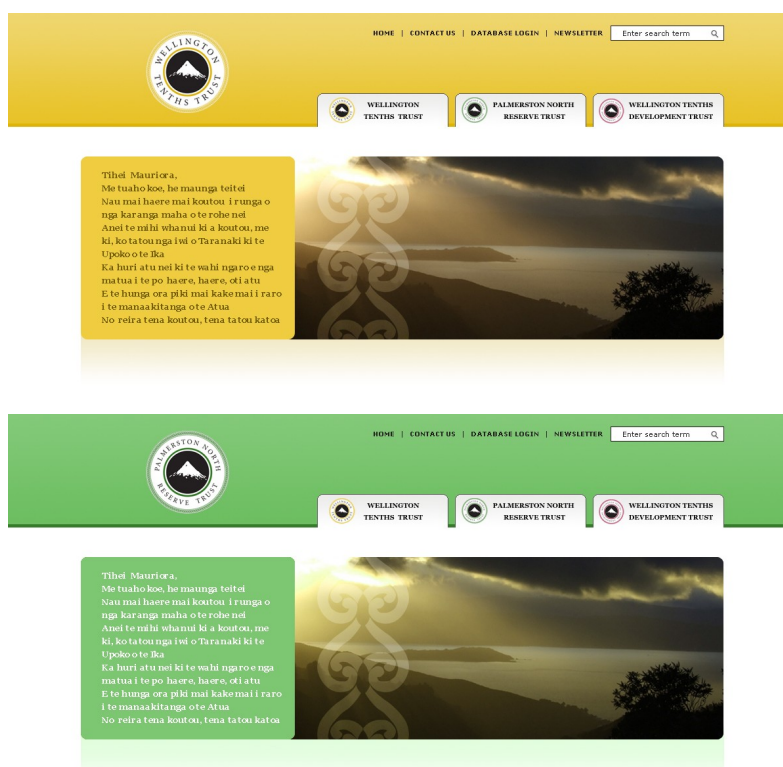 HOME | CONTACT US | DATABASE LOGIN | NEWSLETTER Enter search term
WELLINGTON TENTHS TRUST
WELLINGTON
TENTHS TRUST
PALMERSTON NORTH
RESERVE TRUST
WELLINGTON TENTHS
DEVELOPMENT TRUST
Tihei Mauriora,
Me tuaho koe, he maunga teitei
Nau mai haere mai koutou i runga o
nga karanga maha o te rohe nei
Anei te mihi whanui ki a koutou, me
ki, ko tatou nga iwi o Taranaki ki te
Upoko o te Ika
Ka huri atu nei ki te wahi ngaro e nga
matua i te po haere, haere, oti atu
E te hunga ora piki mai kake mai i raro
i te manaakitanga o te Atua
No reira tena koutou, tena tatou katoa
HOME | CONTACT US | DATABASE LOGIN | NEWSLETTER Enter search term
PALMERSTON NORTH RESERVE TRUST
WELLINGTON
TENTHS TRUST
PALMERSTON NORTH
RESERVE TRUST
WELLINGTON TENTHS
DEVELOPMENT TRUST
Tihei Mauriora,
Me tuaho koe, he maunga teitei
Nau mai haere mai koutou i runga o
nga karanga maha o te rohe nei
Anei te mihi whanui ki a koutou, me
ki, ko tatou nga iwi o Taranaki ki te
Upoko o te Ika
Ka huri atu nei ki te wahi ngaro e nga
matua i te po haere, haere, oti atu
E te hunga ora piki mai kake mai i raro
i te manaakitanga o te Atua
No reira tena koutou, tena tatou katoa